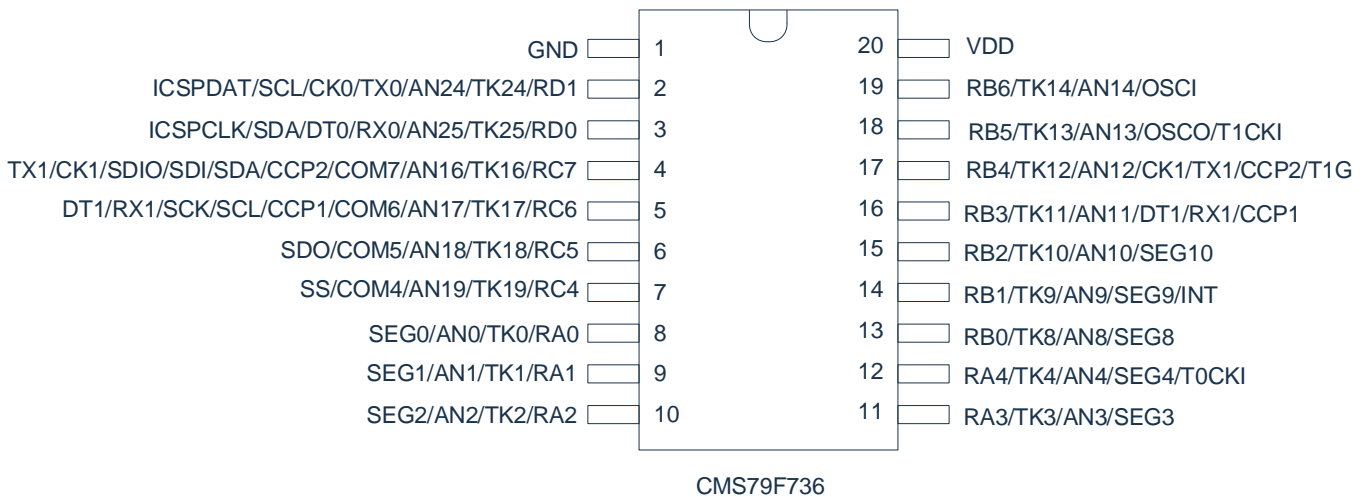 GND 1 20 VDD
ICSPDAT/SCL/CK0/TX0/AN24/TK24/RD1 2 19 RB6/TK14/AN14/OSCI
ICSPCLK/SDA/DT0/RX0/AN25/TK25/RD0 3 18 RB5/TK13/AN13/OSCO/T1CKI
TX1/CK1/SDIO/SDI/SDA/CCP2/COM7/AN16/TK16/RC7 4 17 RB4/TK12/AN12/CK1/TX1/CCP2/T1G
DT1/RX1/SCK/SCL/CCP1/COM6/AN17/TK17/RC6 5 16 RB3/TK11/AN11/DT1/RX1/CCP1
SDO/COM5/AN18/TK18/RC5 6 15 RB2/TK10/AN10/SEG10
SS/COM4/AN19/TK19/RC4 7 14 RB1/TK9/AN9/SEG9/INT
SEG0/AN0/TK0/RA0 8 13 RB0/TK8/AN8/SEG8
SEG1/AN1/TK1/RA1 9 12 RA4/TK4/AN4/SEG4/T0CKI
SEG2/AN2/TK2/RA2 10 11 RA3/TK3/AN3/SEG3
CMS79F736